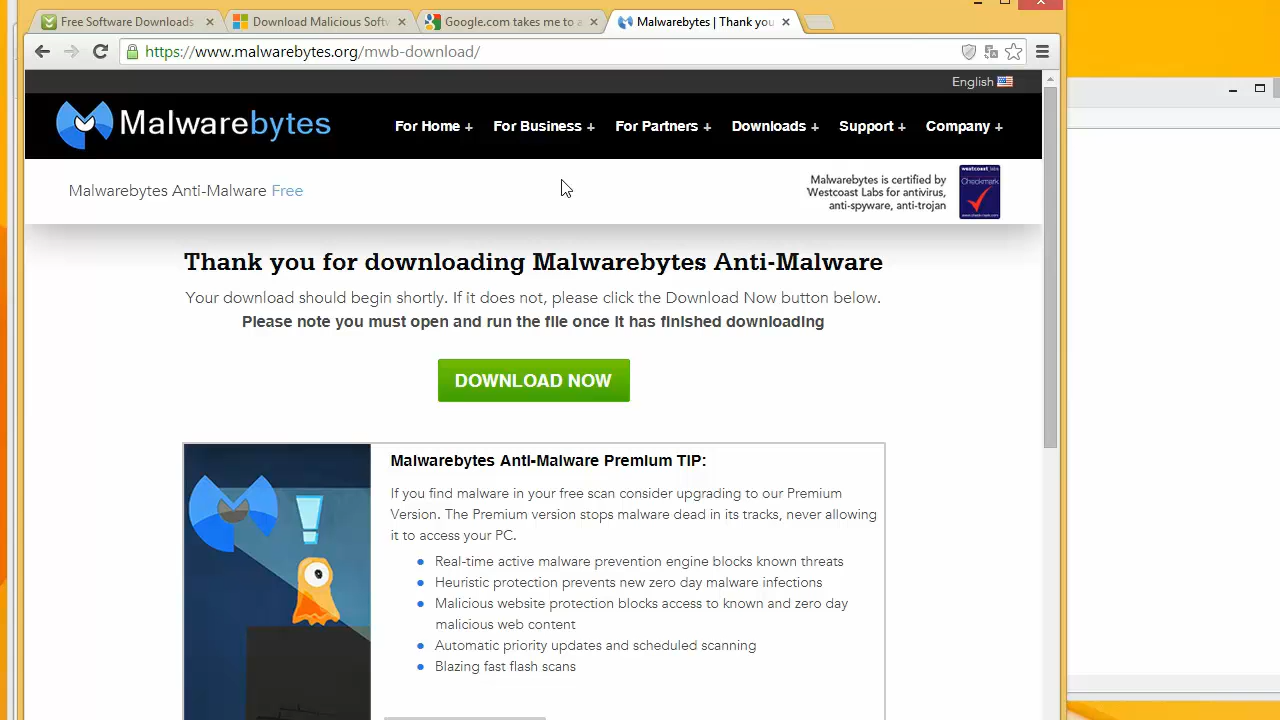 Free Software Downloads
Download Malicious Softw
Google.com takes me to a
Malwarebytes | Thank you
https://www.malwarebytes.org/mwb-download/
English
Malwarebytes
For Home +
For Business +
For Partners +
Downloads +
Support +
Company +
Malwarebytes Anti-Malware Free
Malwarebytes is certified by
Westcoast Labs for antivirus,
anti-spyware, anti-trojan
westcoast labs
Checkmark
Thank you for downloading Malwarebytes Anti-Malware
Your download should begin shortly. If it does not, please click the Download Now button below.
Please note you must open and run the file once it has finished downloading
DOWNLOAD NOW
Malwarebytes Anti-Malware Premium TIP:
If you find malware in your free scan consider upgrading to our Premium
Version. The Premium version stops malware dead in its tracks, never allowing
it to access your PC.
Real-time active malware prevention engine blocks known threats
Heuristic protection prevents new zero day malware infections
Malicious website protection blocks access to known and zero day
malicious web content
Automatic priority updates and scheduled scanning
Blazing fast flash scans